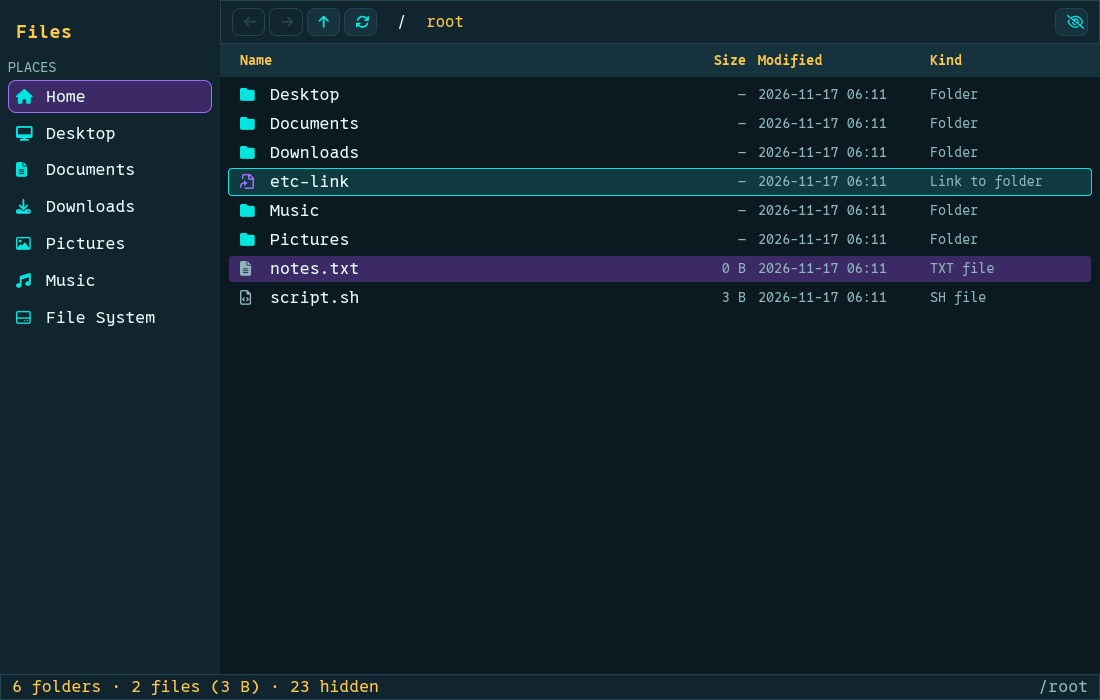 Files
PLACES
Home
Desktop
Documents
Downloads
Pictures
Music
File System
/ root
Name Size Modified Kind
Desktop — 2026-11-17 06:11 Folder
Documents — 2026-11-17 06:11 Folder
Downloads — 2026-11-17 06:11 Folder
etc-link — 2026-11-17 06:11 Link to folder
Music — 2026-11-17 06:11 Folder
Pictures — 2026-11-17 06:11 Folder
notes.txt 0 B 2026-11-17 06:11 TXT file
script.sh 3 B 2026-11-17 06:11 SH file
6 folders · 2 files (3 B) · 23 hidden /root